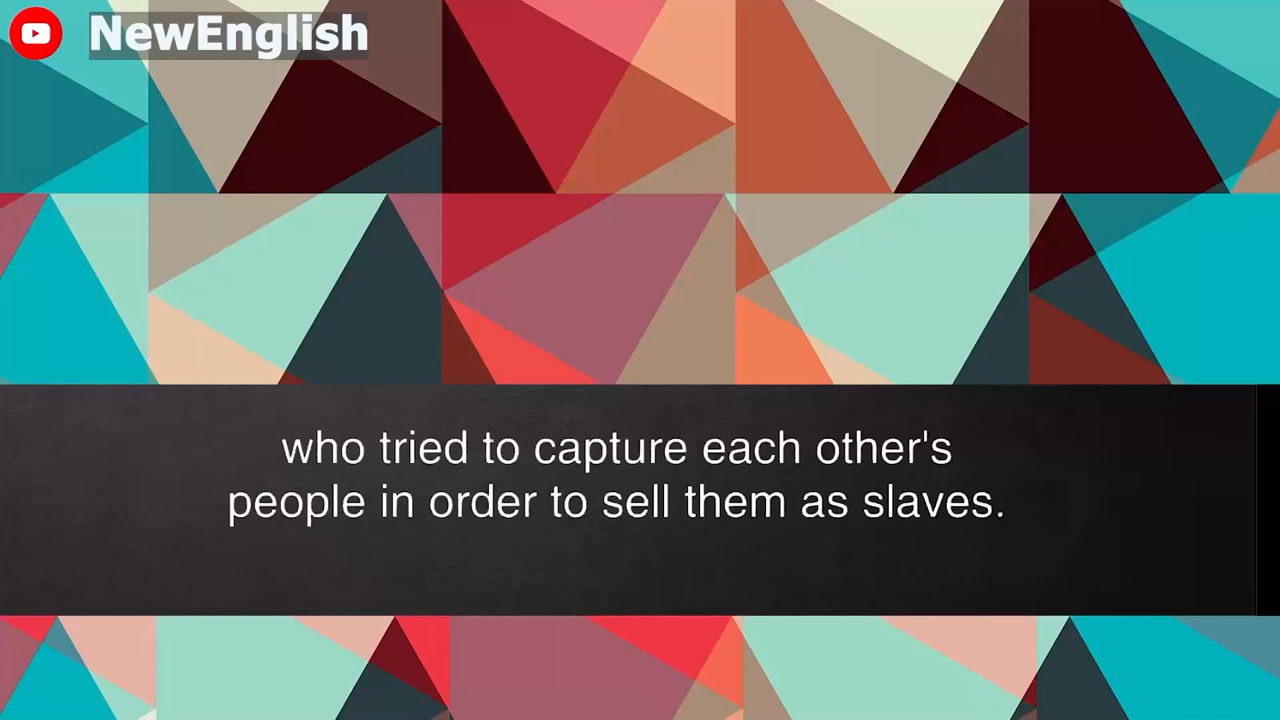 NewEnglish
who tried to capture each other's
people in order to sell them as slaves.